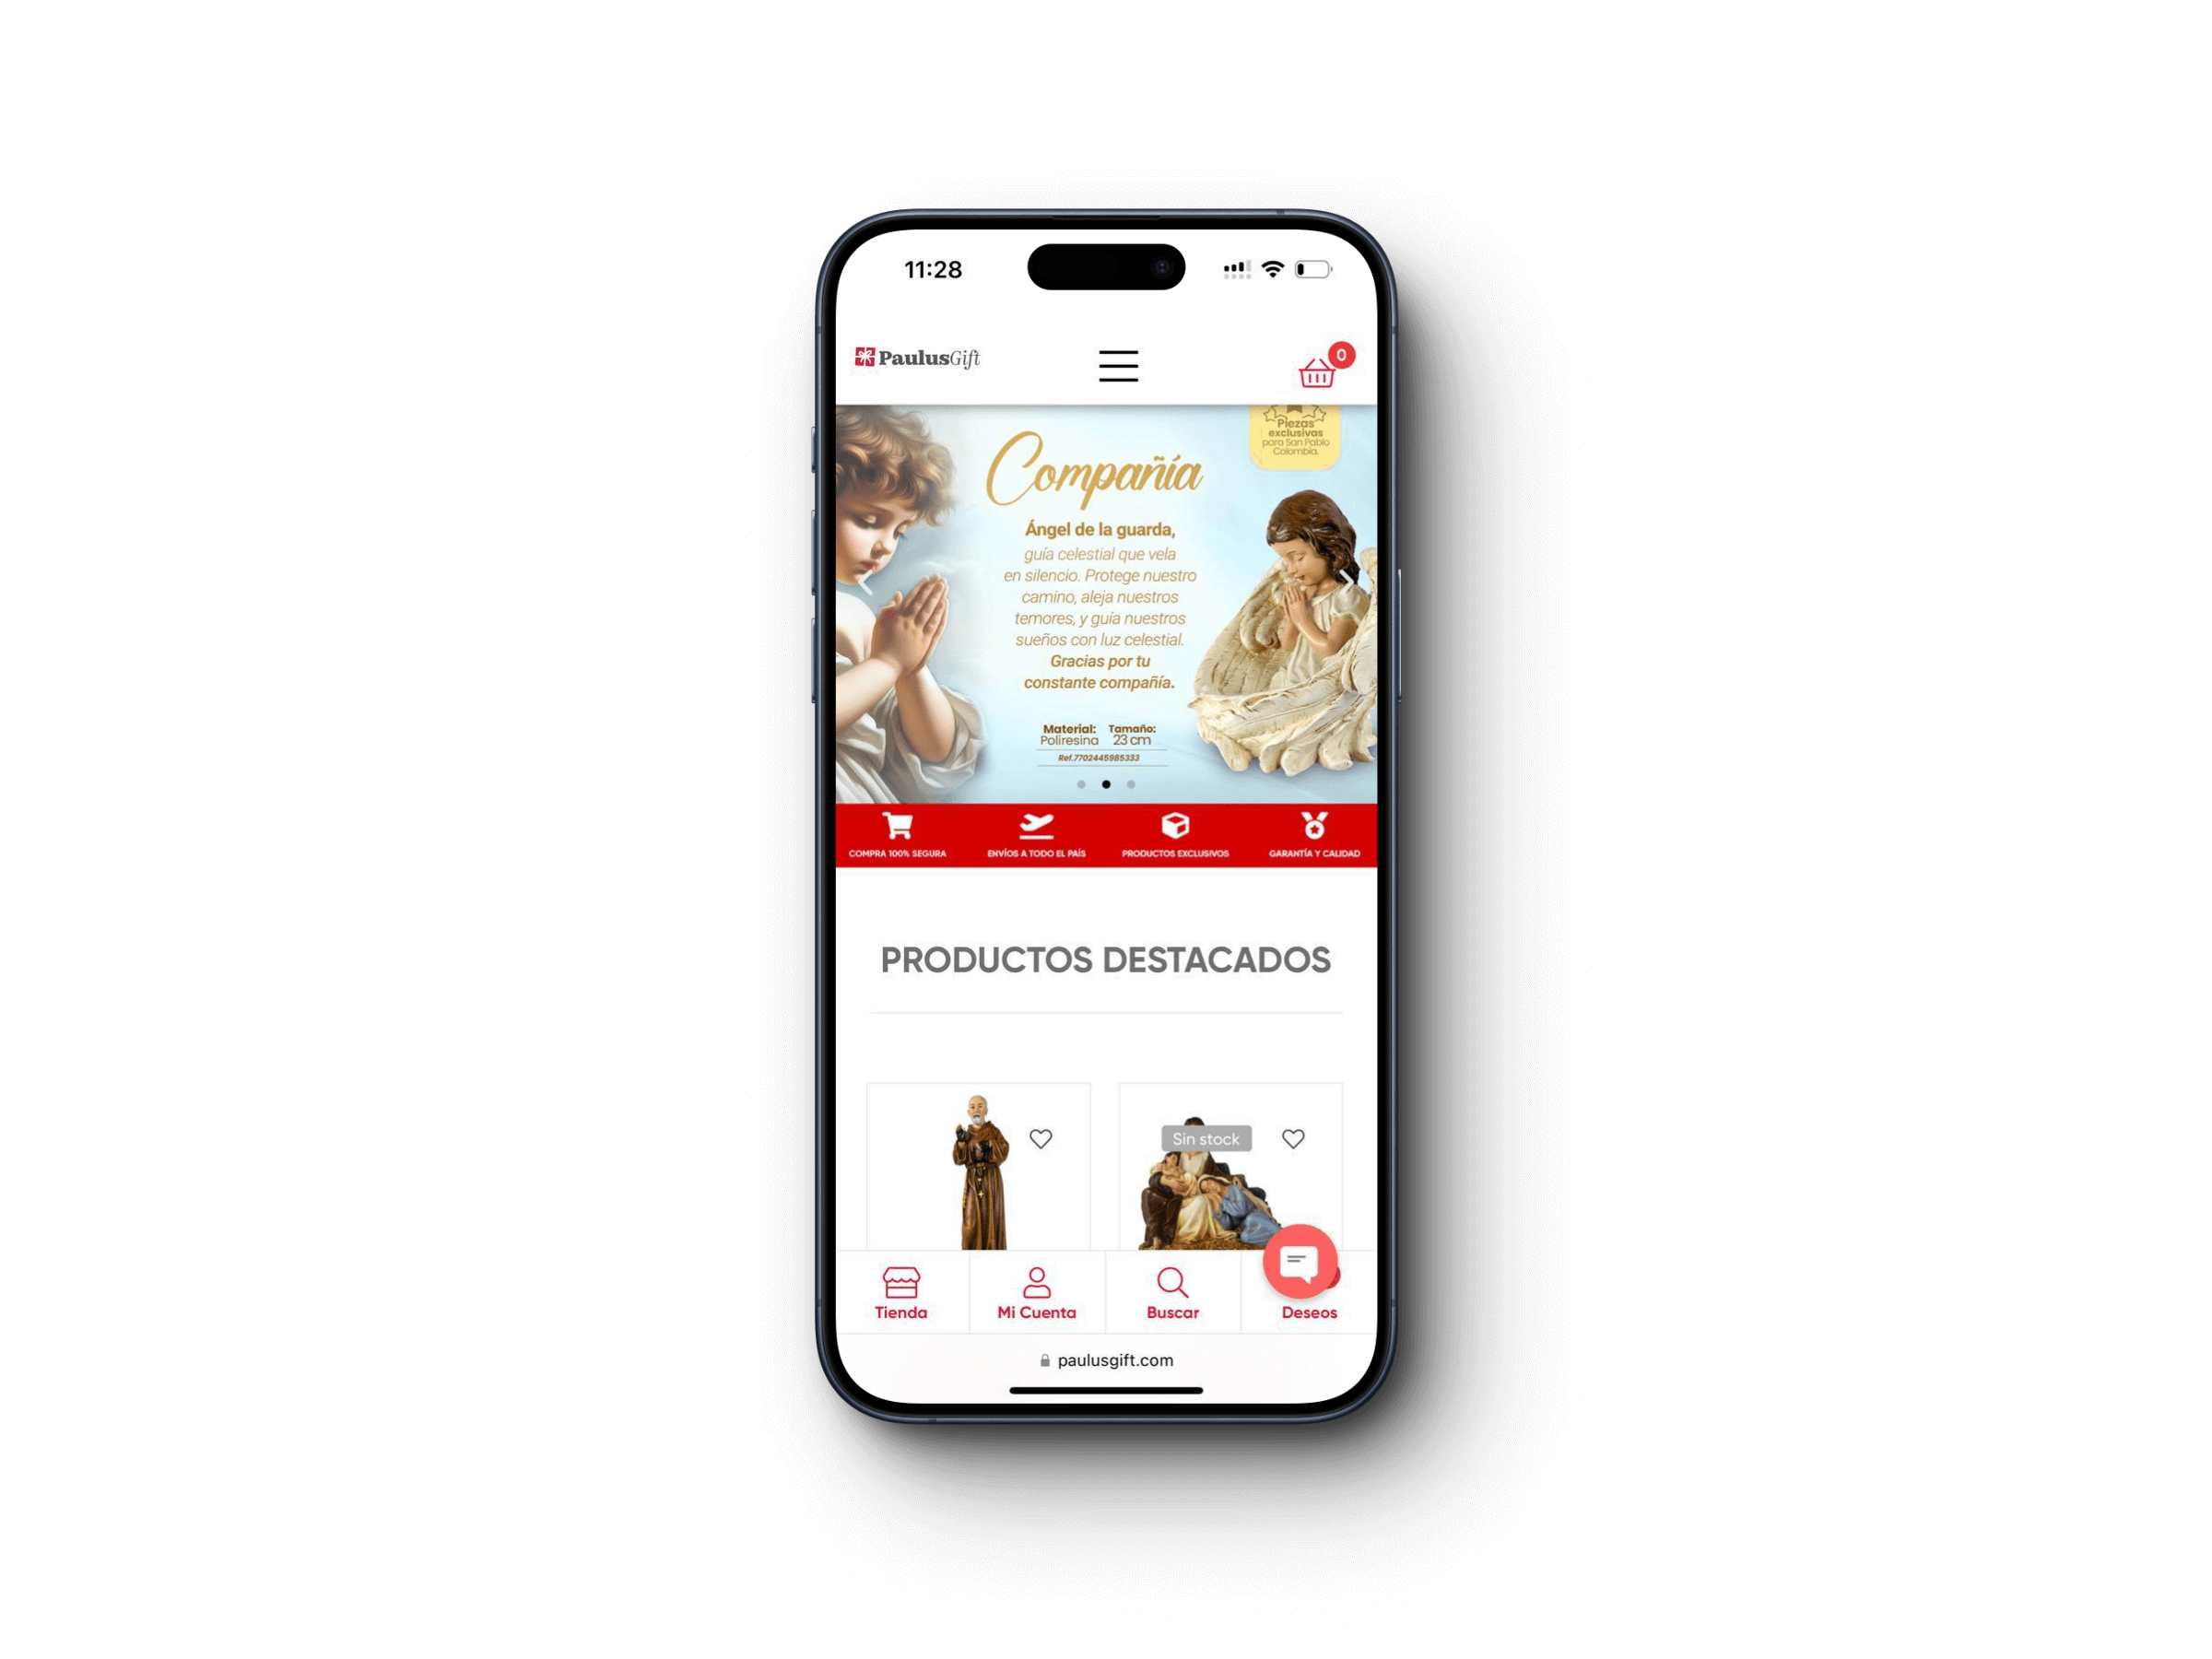 11:28
PaulusGift
0
Piezas
exclusivas
para San Pablo
Colombia.
Compañía
Ángel de la guarda,
guía celestial que vela
en silencio. Protege nuestro
camino, aleja nuestros
temores, y guía nuestros
sueños con luz celestial.
Gracias por tu
constante compañía.
Material: Tamaño:
Poliresina 23 cm
Ref.7702445985333
COMPRA 100% SEGURA ENVÍOS A TODO EL PAÍS PRODUCTOS EXCLUSIVOS GARANTÍA Y CALIDAD
PRODUCTOS DESTACADOS
Sin stock
Tienda Mi Cuenta Buscar Deseos
paulusgift.com